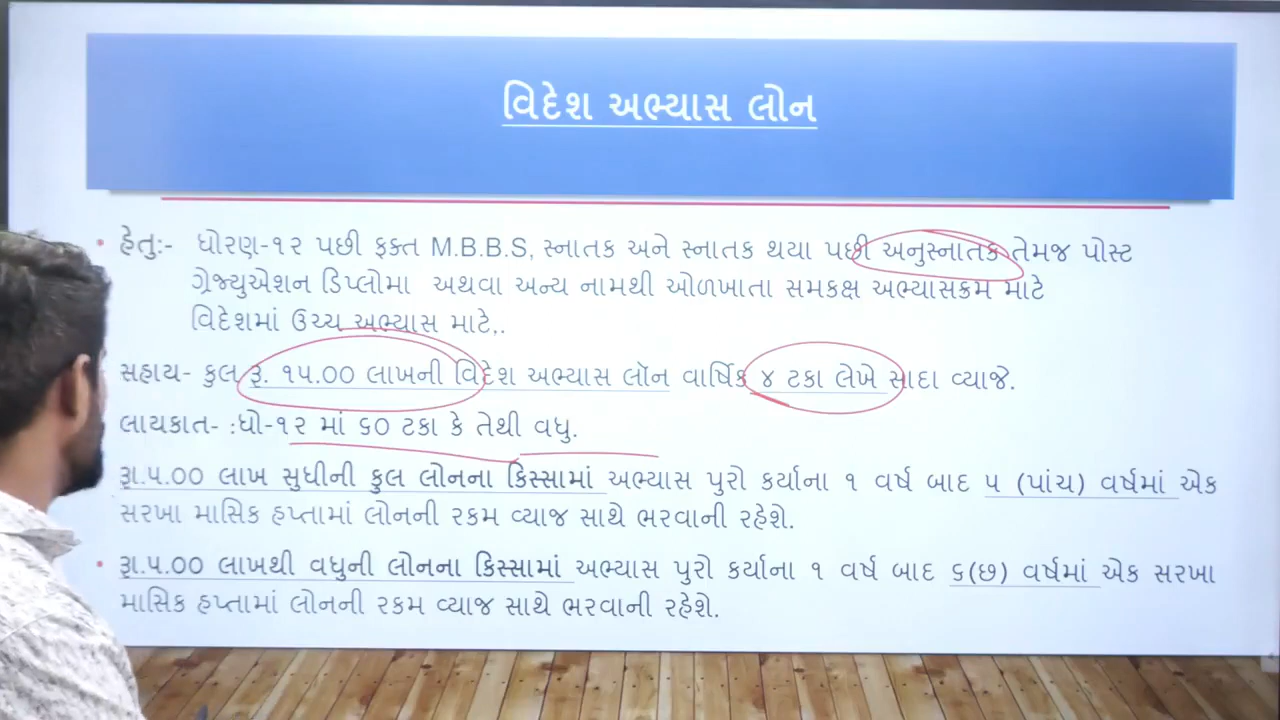 વિદેશ અભ્યાસ લોન
• હેતુ:- ધોરણ-૧૨ પછી ફક્ત M.B.B.S, સ્નાતક અને સ્નાતક થયા પછી અનુસ્નાતક તેમજ પોસ્ટ
ગ્રેજ્યુએશન ડિપ્લોમા અથવા અન્ય નામથી ઓળખાતા સમકક્ષ અભ્યાસક્રમ માટે
વિદેશમાં ઉચ્ચ અભ્યાસ માટે,.
સહાય- કુલ રૂ. ૧૫.૦૦ લાખની વિદેશ અભ્યાસ લૉન વાર્ષિક ૪ ટકા લેખે સાદા વ્યાજે.
લાયકાત- :ધો-૧૨ માં ૬૦ ટકા કે તેથી વધુ.
રૂા.૫.૦૦ લાખ સુધીની કુલ લોનના કિસ્સામાં અભ્યાસ પુરો કર્યાના ૧ વર્ષ બાદ ૫ (પાંચ) વર્ષમાં એક
સરખા માસિક હપ્તામાં લોનની રકમ વ્યાજ સાથે ભરવાની રહેશે.
• રૂા.૫.૦૦ લાખથી વધુની લોનના કિસ્સામાં અભ્યાસ પુરો કર્યાના ૧ વર્ષ બાદ ૬(છ) વર્ષમાં એક સરખા
માસિક હપ્તામાં લોનની રકમ વ્યાજ સાથે ભરવાની રહેશે.